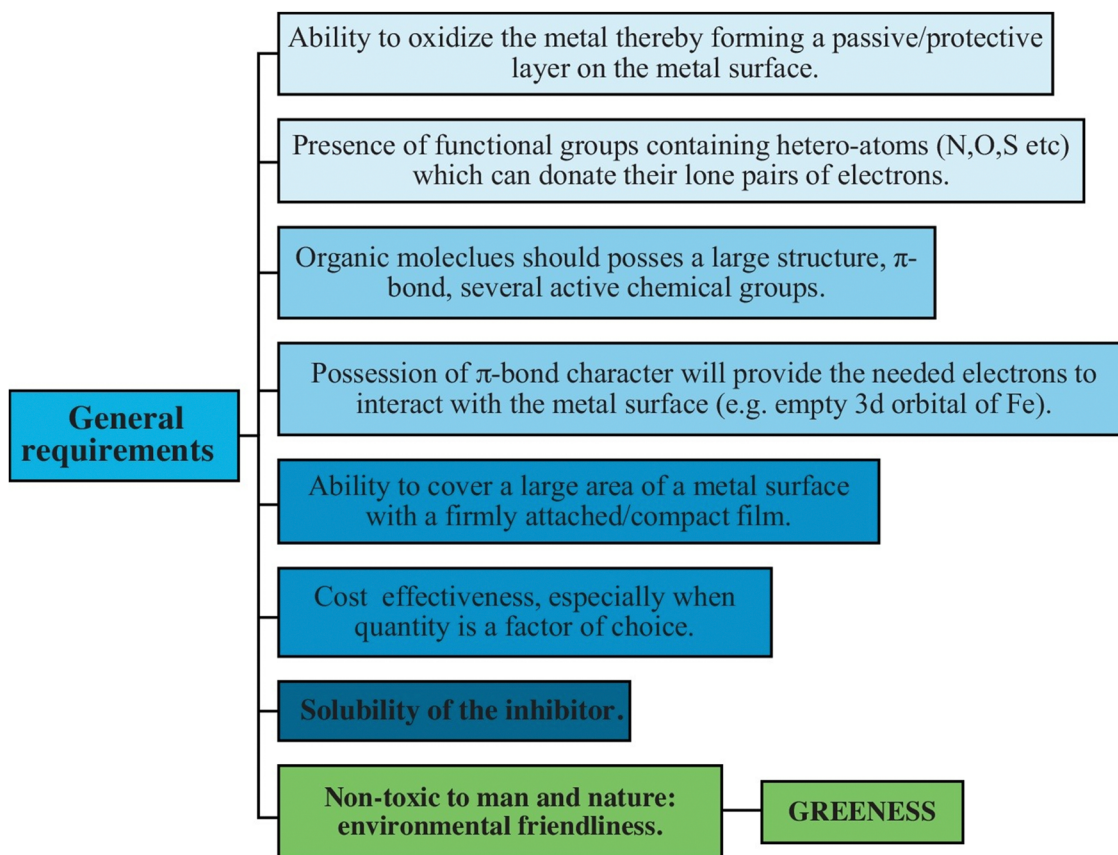 Ability to oxidize the metal thereby forming a passive/protective
layer on the metal surface.
Presence of functional groups containing hetero-atoms (N,O,S etc)
which can donate their lone pairs of electrons.
Organic moleclues should posses a large structure, π-
bond, several active chemical groups.
Possession of π-bond character will provide the needed electrons to
interact with the metal surface (e.g. empty 3d orbital of Fe).
General
requirements
Ability to cover a large area of a metal surface
with a firmly attached/compact film.
Cost effectiveness, especially when
quantity is a factor of choice.
Solubility of the inhibitor.
Non-toxic to man and nature:
environmental friendliness.
GREENESS